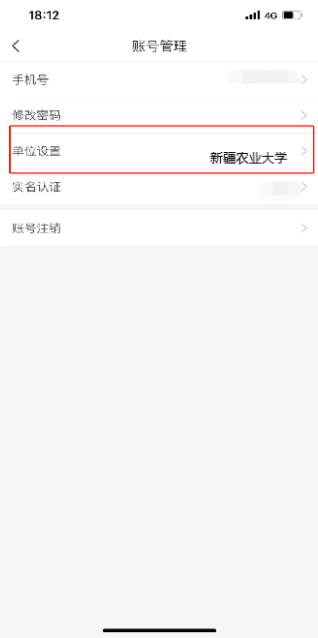 18:12 4G
账号管理
手机号
修改密码
单位设置 新疆农业大学
实名认证
账号注销